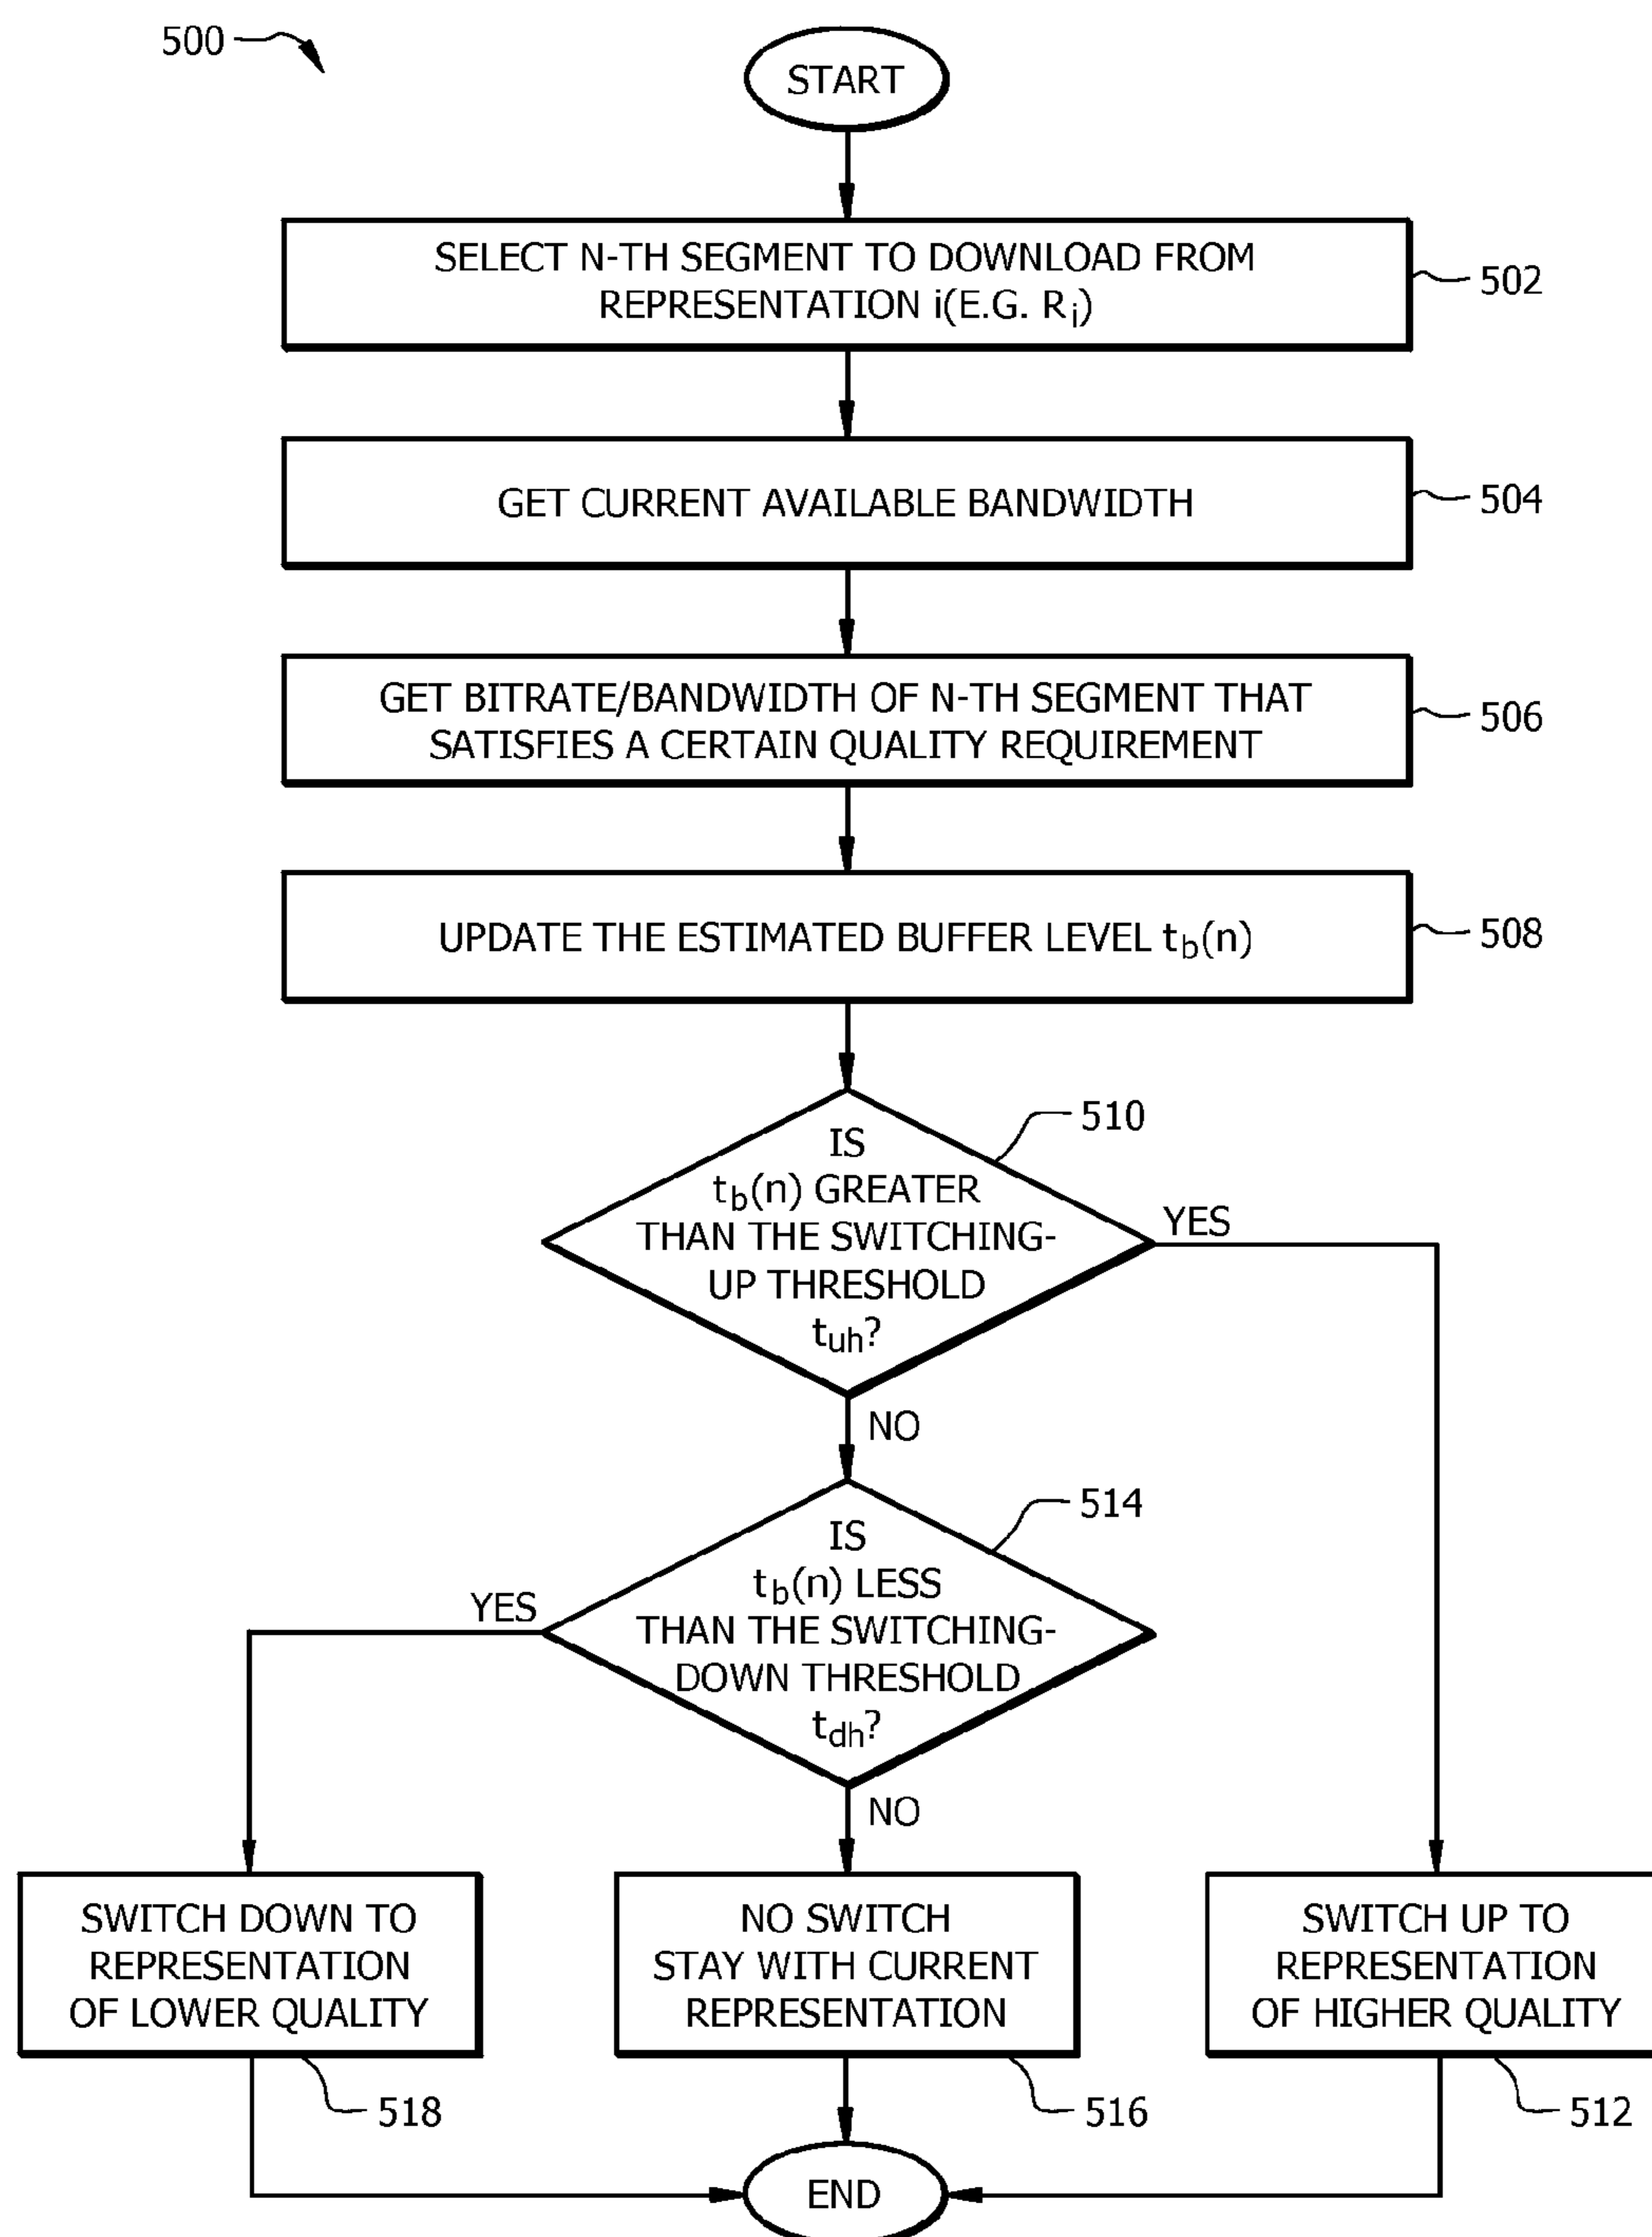 500
START
SELECT N-TH SEGMENT TO DOWNLOAD FROM
REPRESENTATION i(E.G. Ri)
502
GET CURRENT AVAILABLE BANDWIDTH
504
GET BITRATE/BANDWIDTH OF N-TH SEGMENT THAT
SATISFIES A CERTAIN QUALITY REQUIREMENT
506
UPDATE THE ESTIMATED BUFFER LEVEL tb(n)
508
510
IS
tb(n) GREATER
THAN THE SWITCHING-
UP THRESHOLD
tuh?
YES
NO
514
IS
tb(n) LESS
THAN THE SWITCHING-
DOWN THRESHOLD
tdh?
YES
NO
SWITCH DOWN TO
REPRESENTATION
OF LOWER QUALITY
518
NO SWITCH
STAY WITH CURRENT
REPRESENTATION
516
SWITCH UP TO
REPRESENTATION
OF HIGHER QUALITY
512
END